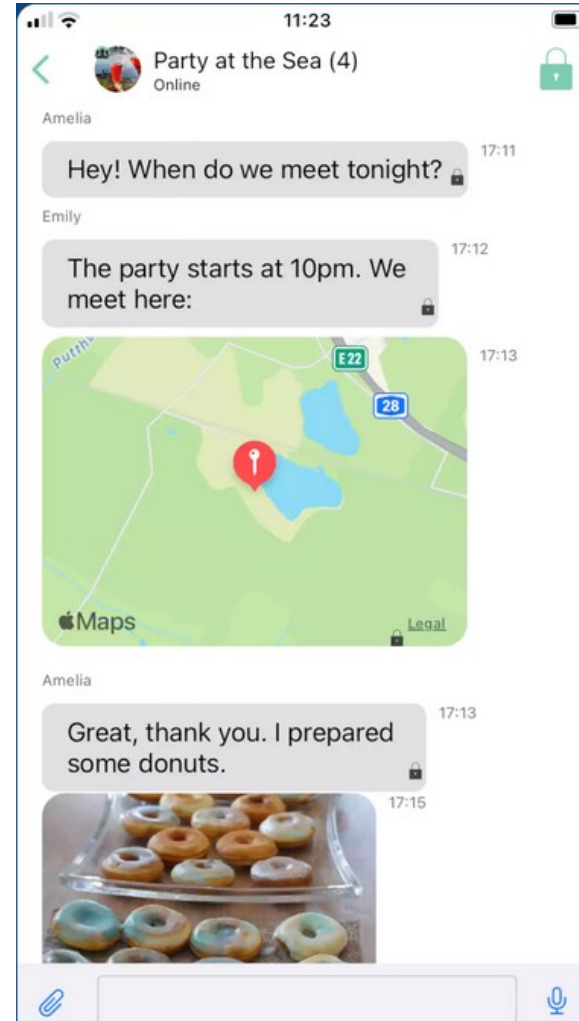 11:23
Party at the Sea (4)
Online
Amelia
Hey! When do we meet tonight?
17:11
Emily
The party starts at 10pm. We
meet here:
17:12
E22
28
Maps
Legal
17:13
Amelia
Great, thank you. I prepared
some donuts.
17:13
17:15